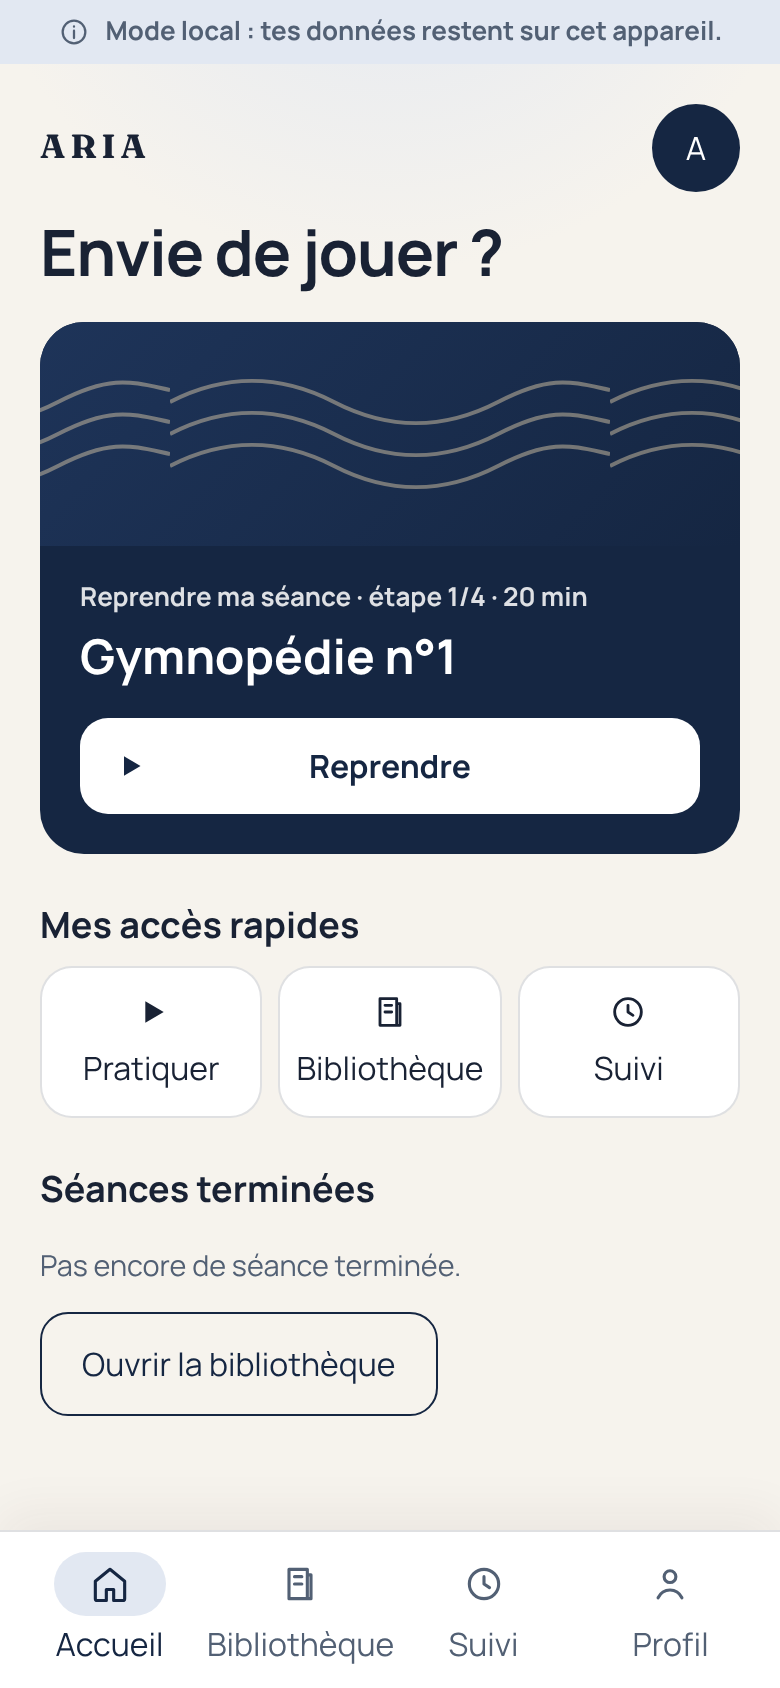 Mode local : tes données restent sur cet appareil.
ARIA
A
Envie de jouer ?
Reprendre ma séance · étape 1/4 · 20 min
Gymnopédie n°1
Reprendre
Mes accès rapides
Pratiquer
Bibliothèque
Suivi
Séances terminées
Pas encore de séance terminée.
Ouvrir la bibliothèque
Accueil
Bibliothèque
Suivi
Profil